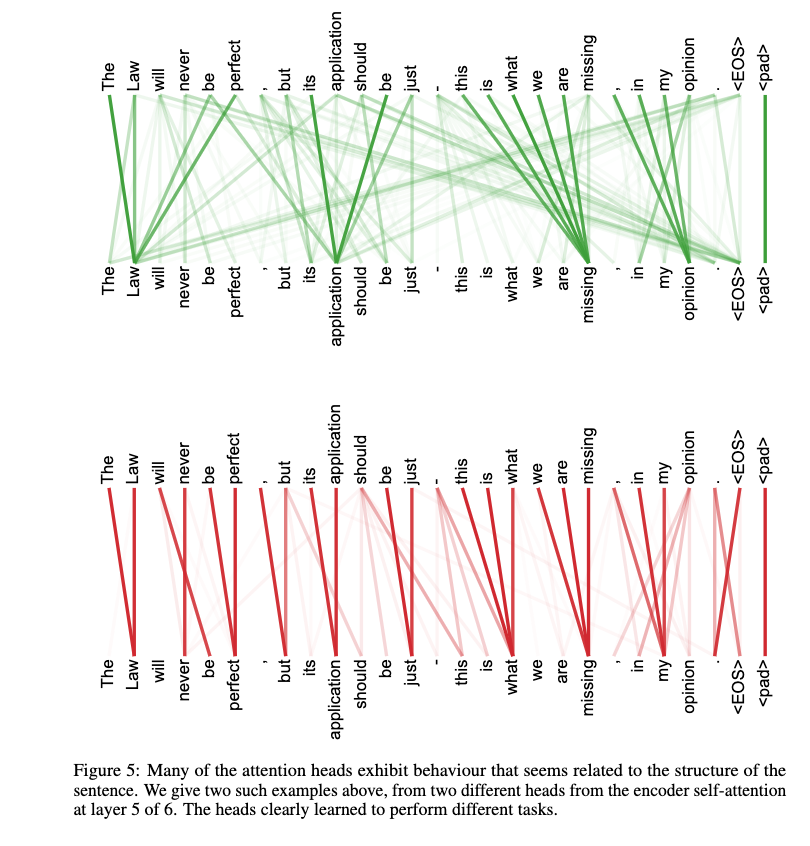 The Law will never be perfect , but its application should be just - this is what we are missing , in my opinion . <EOS> <pad>
The Law will never be perfect , but its application should be just - this is what we are missing , in my opinion . <EOS> <pad>
The Law will never be perfect , but its application should be just - this is what we are missing , in my opinion . <EOS> <pad>
The Law will never be perfect , but its application should be just - this is what we are missing , in my opinion . <EOS> <pad>
Figure 5: Many of the attention heads exhibit behaviour that seems related to the structure of the
sentence. We give two such examples above, from two different heads from the encoder self-attention
at layer 5 of 6. The heads clearly learned to perform different tasks.